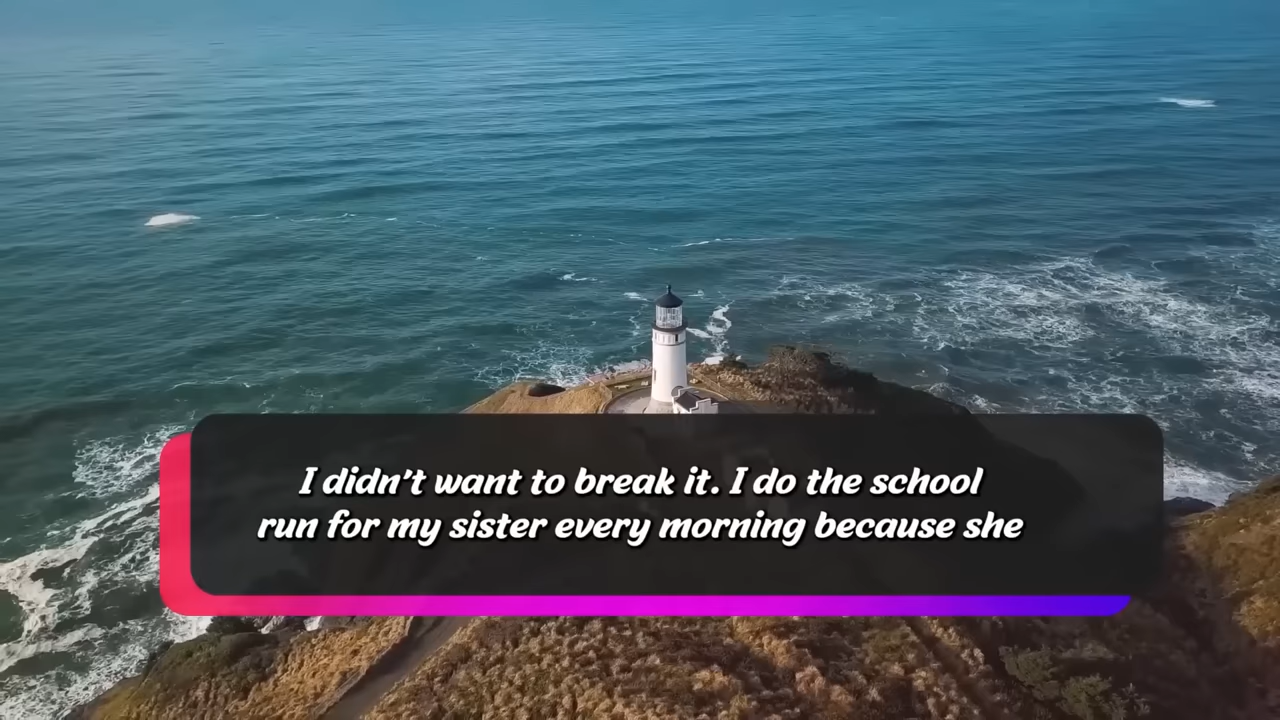 I didn't want to break it. I do the school
run for my sister every morning because she